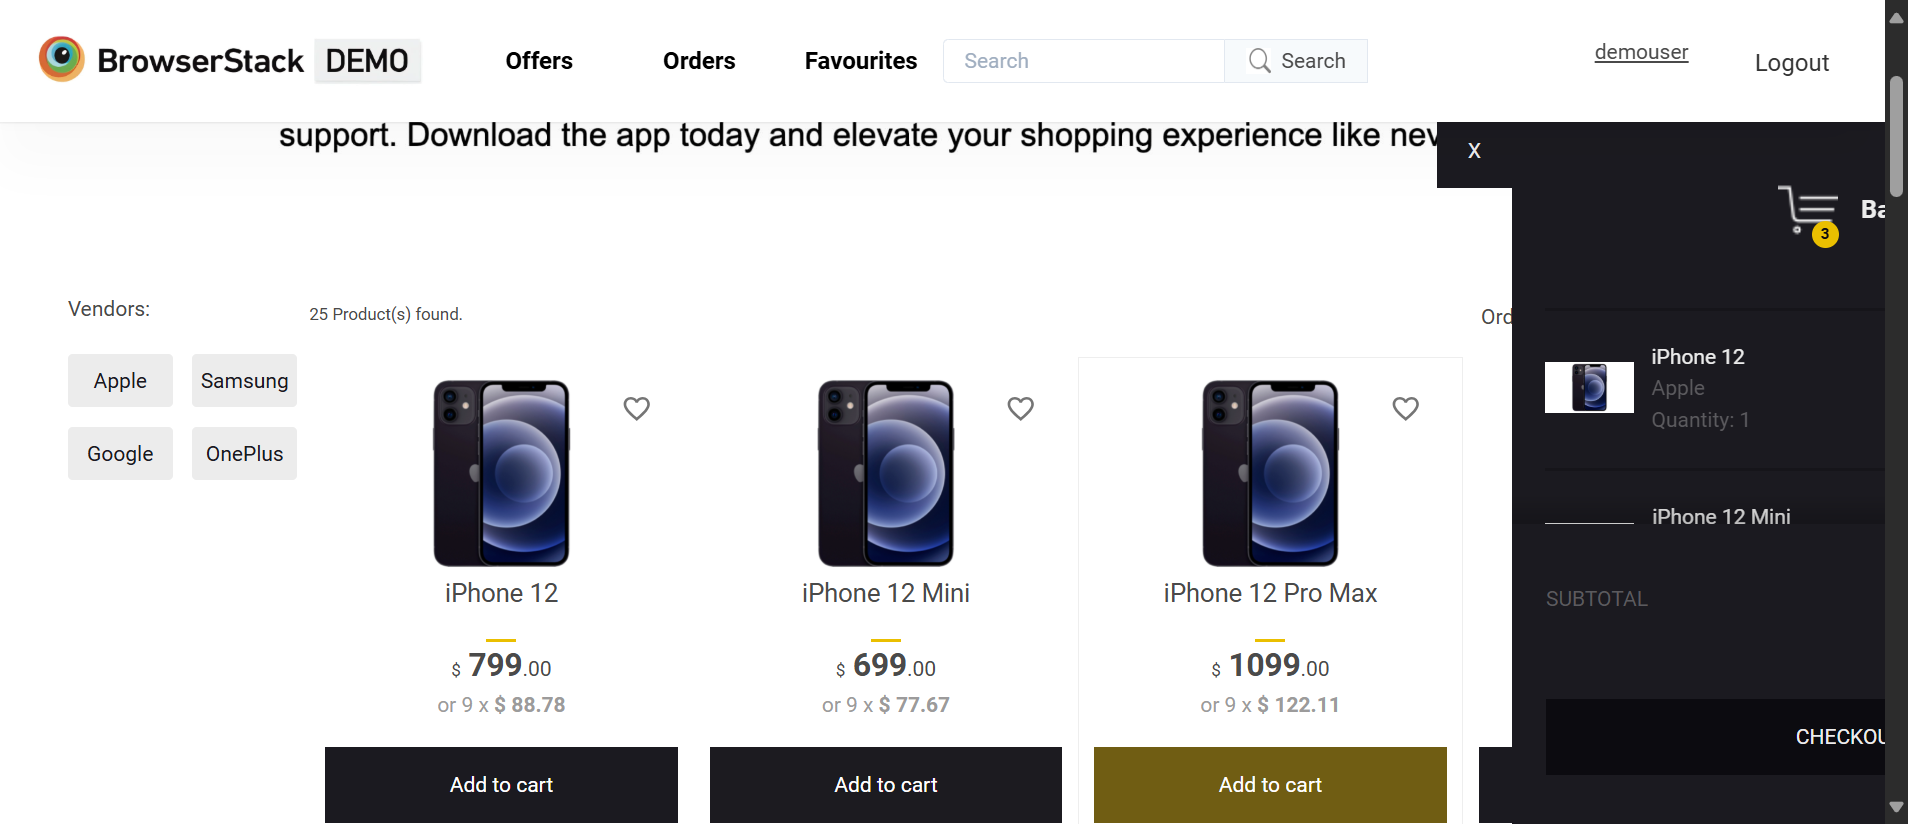 BrowserStack DEMO
Offers
Orders
Favourites
Search
Search
demouser
Logout
support. Download the app today and elevate your shopping experience like nev
X
3
Ba
Vendors:
25 Product(s) found.
Ord
Apple
Samsung
Google
OnePlus
iPhone 12
$ 799.00
or 9 x $ 88.78
Add to cart
iPhone 12 Mini
$ 699.00
or 9 x $ 77.67
Add to cart
iPhone 12 Pro Max
$ 1099.00
or 9 x $ 122.11
Add to cart
iPhone 12
Apple
Quantity: 1
iPhone 12 Mini
SUBTOTAL
CHECKOU